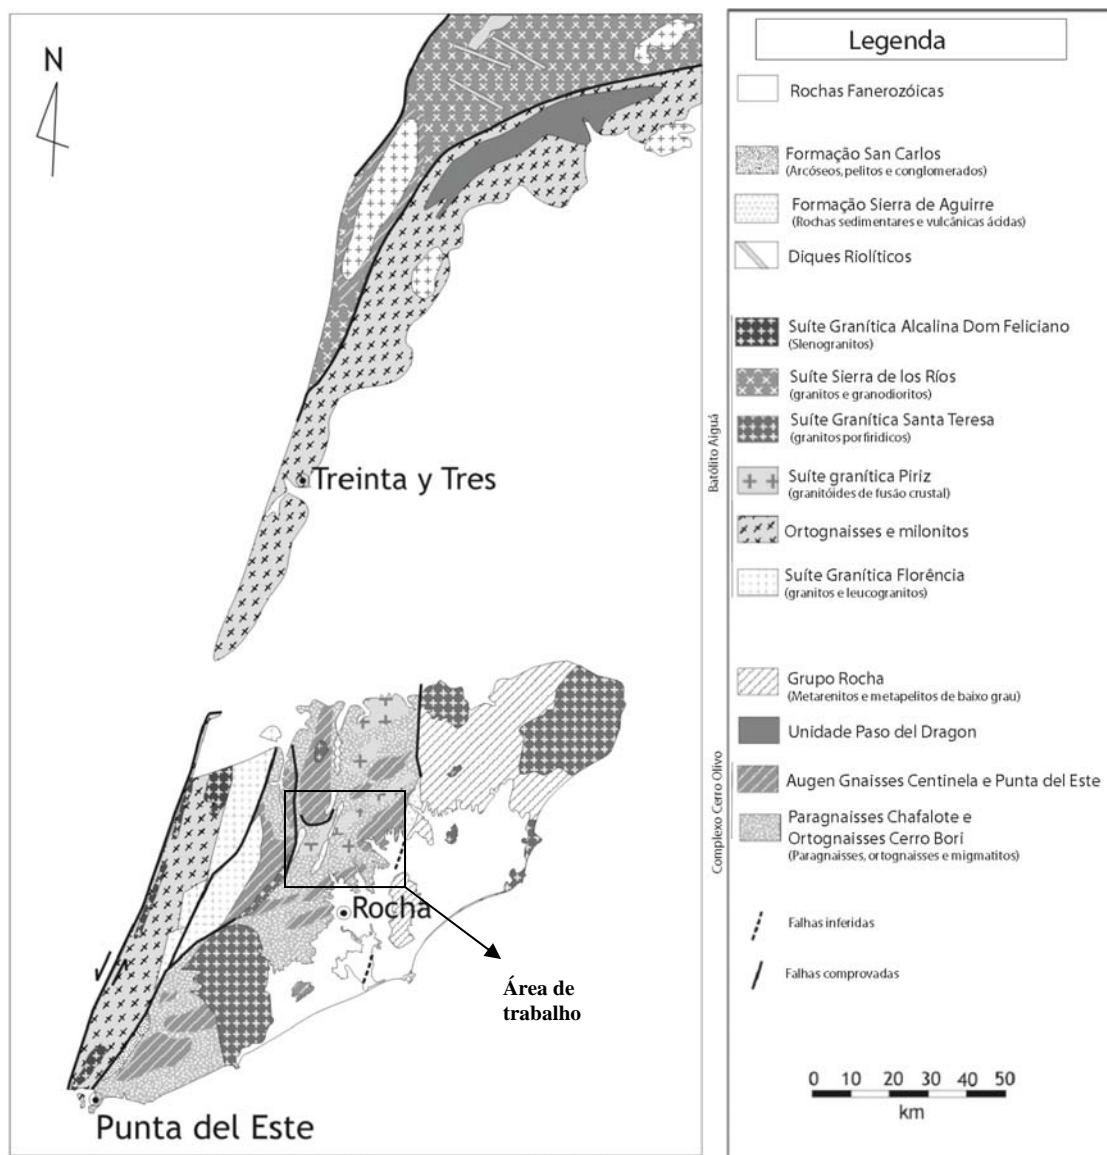 N
Treinta y Tres
Rocha
Área de
trabalho
Punta del Este
Legenda
Rochas Fanerozóicas
Formação San Carlos
(Arcóseos, pelitos e conglomerados)
Formação Sierra de Aguirre
(Rochas sedimentares e vulcânicas ácidas)
Diques Riolíticos
Batólito Aiguá
Suíte Granítica Alcalina Dom Feliciano
(Slenogranitos)
Suíte Sierra de los Ríos
(granitos e granodioritos)
Suíte Granítica Santa Teresa
(granitos porfiridicos)
Suíte granítica Piriz
(granitóides de fusão crustal)
Ortognaisses e milonitos
Suíte Granítica Florência
(granitos e leucogranitos)
Grupo Rocha
(Metarenitos e metapelitos de baixo grau)
Unidade Paso del Dragon
Complexo Cerro Olivo
Augen Gnaisses Centinela e Punta del Este
Paragnaisses Chafalote e
Ortognaisses Cerro Bori
(Paragnaisses, ortognaisses e migmatitos)
Falhas inferidas
Falhas comprovadas
0 10 20 30 40 50
km